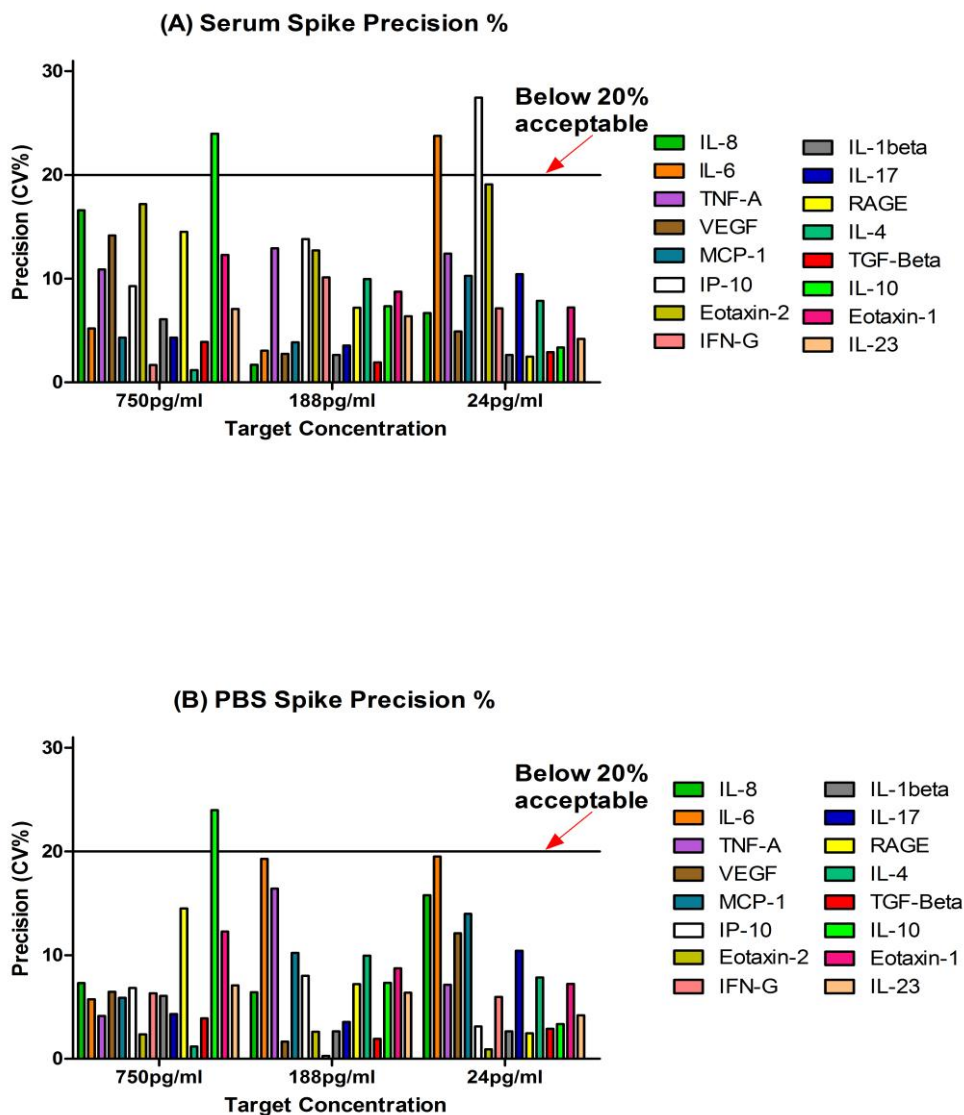 (A) Serum Spike Precision %
Precision (CV%)
30
20
10
0
Below 20%
acceptable
750pg/ml
188pg/ml
24pg/ml
Target Concentration
IL-8
IL-6
TNF-A
VEGF
MCP-1
IP-10
Eotaxin-2
IFN-G
IL-1beta
IL-17
RAGE
IL-4
TGF-Beta
IL-10
Eotaxin-1
IL-23
(B) PBS Spike Precision %
Precision (CV%)
30
20
10
0
Below 20%
acceptable
750pg/ml
188pg/ml
24pg/ml
Target Concentration
IL-8
IL-6
TNF-A
VEGF
MCP-1
IP-10
Eotaxin-2
IFN-G
IL-1beta
IL-17
RAGE
IL-4
TGF-Beta
IL-10
Eotaxin-1
IL-23